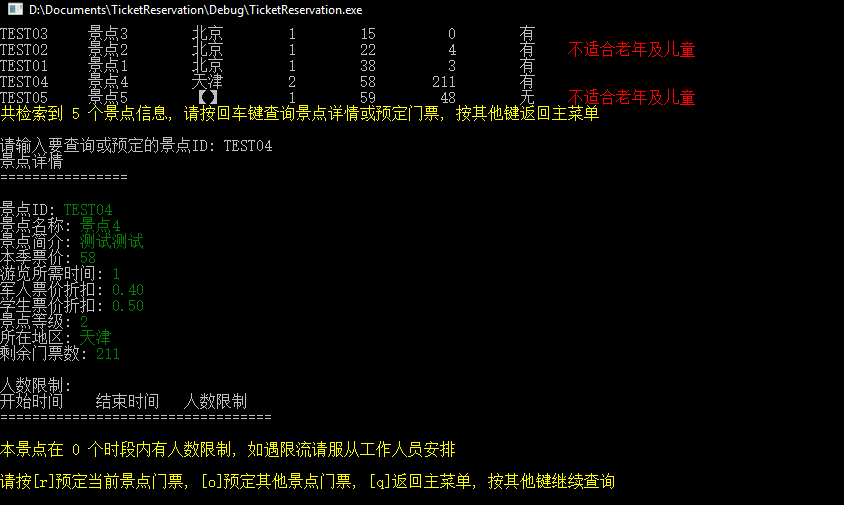 D:\Documents\TicketReservation\Debug\TicketReservation.exe
TEST03 景点3 北京 1 15 0 有
TEST02 景点2 北京 1 22 4 有 不适合老年及儿童
TEST01 景点1 北京 1 38 3 有
TEST04 景点4 天津 2 58 211 有
TEST05 景点5 【】 1 59 48 无 不适合老年及儿童
共检索到 5 个景点信息, 请按回车键查询景点详情或预定门票, 按其他键返回主菜单
请输入要查询或预定的景点ID: TEST04
景点详情
================
景点ID: TEST04
景点名称: 景点4
景点简介: 测试测试
本季票价: 58
游览所需时间: 1
军人票价折扣: 0.40
学生票价折扣: 0.50
景点等级: 2
所在地区: 天津
剩余门票数: 211
人数限制:
开始时间 结束时间 人数限制
==================================
本景点在 0 个时段内有人数限制, 如遇限流请服从工作人员安排
请按[r]预定当前景点门票, [o]预定其他景点门票, [q]返回主菜单, 按其他键继续查询